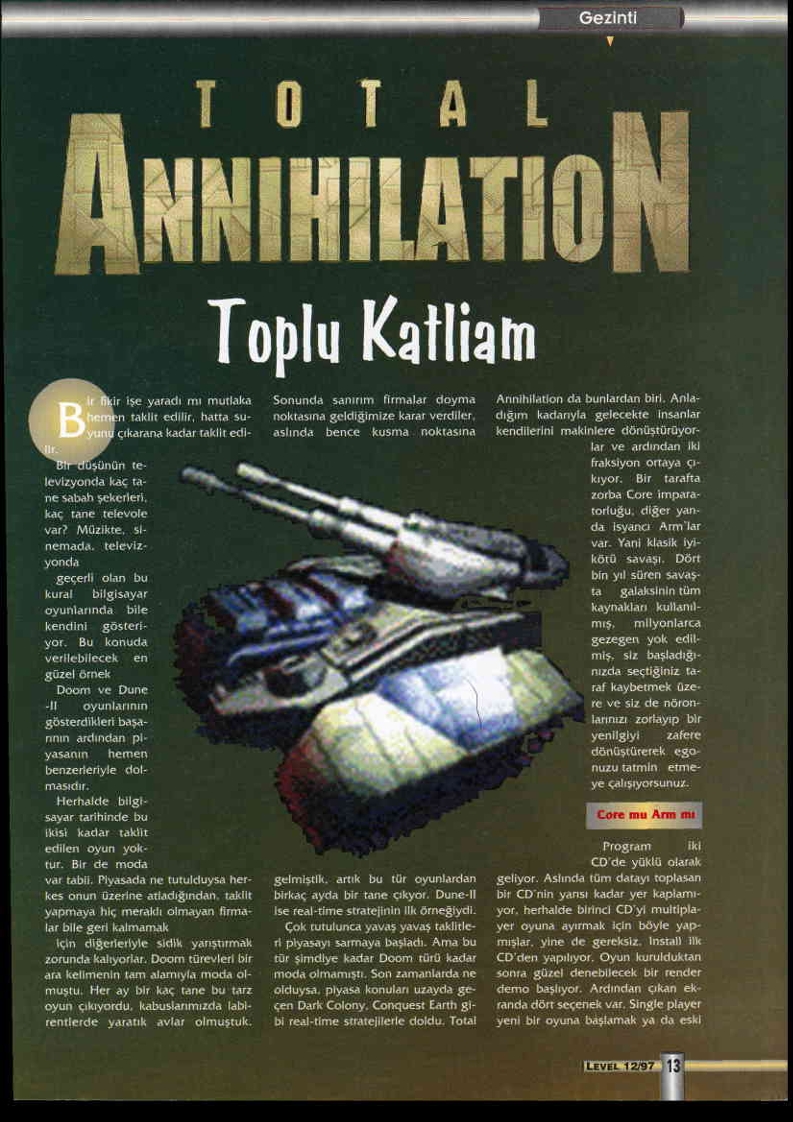 Gezinti
TOTAL
ANNIHILATION
Toplu Katliam
Bir fikir işe yaradı mı mutlaka
hemen taklit edilir, hatta su-
yunu çıkarana kadar taklit edi-
lir.
Bir düşünün te-
levizyonda kaç ta-
ne sabah şekerleri,
kaç tane televole
var? Müzikte, si-
nemada, televiz-
yonda
geçerli olan bu
kural bilgisayar
oyunlarında bile
kendini gösteri-
yor. Bu konuda
verilebilecek en
güzel örnek
Doom ve Dune
-II oyunlarının
gösterdikleri başa-
rının ardından pi-
yasanın hemen
benzerleriyle dol-
masıdır.
Herhalde bilgi-
sayar tarihinde bu
ikisi kadar taklit
edilen oyun yok-
tur. Bir de moda
var tabii. Piyasada ne tutulduysa her-
kes onun üzerine atladığından, taklit
yapmaya hiç meraklı olmayan firma-
lar bile geri kalmamak
için diğerleriyle sidik yarıştırmak
zorunda kalıyorlar. Doom türevleri bir
ara kelimenin tam alamıyla moda ol-
muştu. Her ay bir kaç tane bu tarz
oyun çıkıyordu, kabuslarımızda labi-
rentlerde yaratık avlar olmuştuk.
Sonunda sanırım firmalar doyma
noktasına geldiğimize karar verdiler,
aslında bence kusma noktasına
gelmiştik, artık bu tür oyunlardan
birkaç ayda bir tane çıkıyor. Dune-II
ise real-time stratejinin ilk örneğiydi.
Çok tutulunca yavaş yavaş taklitle-
ri piyasayı sarmaya başladı. Ama bu
tür şimdiye kadar Doom türü kadar
moda olmamıştı. Son zamanlarda ne
olduysa, piyasa konuları uzayda ge-
çen Dark Colony, Conquest Earth gi-
bi real-time stratejilerle doldu. Total
Annihilation da bunlardan biri. Anla-
dığım kadarıyla gelecekte insanlar
kendilerini makinlere dönüştürüyor-
lar ve ardından iki
fraksiyon ortaya çı-
kıyor. Bir tarafta
zorba Core impara-
torluğu, diğer yan-
da isyancı Arm'lar
var. Yani klasik iyi-
kötü savaşı. Dört
bin yıl süren savaş-
ta galaksinin tüm
kaynakları kullanıl-
mış, milyonlarca
gezegen yok edil-
miş, siz başladığı-
nızda seçtiğiniz ta-
raf kaybetmek üze-
re ve siz de nöron-
larınızı zorlayıp bir
yenilgiyi zafere
dönüştürerek ego-
nuzu tatmin etme-
ye çalışıyorsunuz.
Core mu Arm mı
Program iki
CD'de yüklü olarak
geliyor. Aslında tüm datayı toplasan
bir CD'nin yarısı kadar yer kaplamı-
yor, herhalde birinci CD'yi multipla-
yer oyuna ayırmak için böyle yap-
mışlar, yine de gereksiz. Install ilk
CD'den yapılıyor. Oyun kurulduktan
sonra güzel denebilecek bir render
demo başlıyor. Ardından çıkan ek-
randa dört seçenek var. Single player
yeni bir oyuna başlamak ya da eski
LEVEL 12/97 13